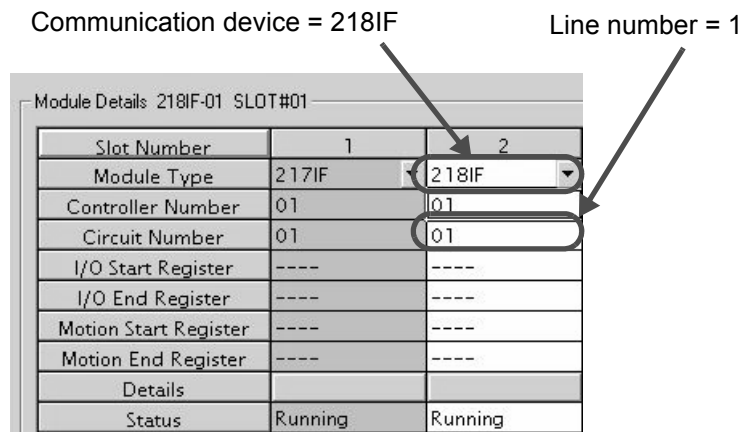 Communication device = 218IF
Line number = 1
Module Details 218IF-01 SLOT#01
Slot Number 1 2
Module Type 217IF 218IF
Controller Number 01 01
Circuit Number 01 01
I/O Start Register ---- ----
I/O End Register ---- ----
Motion Start Register ---- ----
Motion End Register ---- ----
Details
Status Running Running